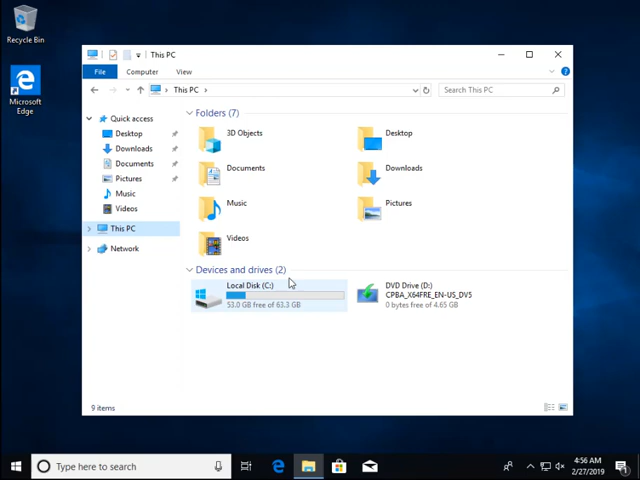 Recycle Bin
Microsoft
Edge
This PC
File
Computer
View
This PC
Search This PC
Quick access
Desktop
Downloads
Documents
Pictures
Music
Videos
This PC
Network
Folders (7)
3D Objects
Desktop
Documents
Downloads
Music
Pictures
Videos
Devices and drives (2)
Local Disk (C:)
53.0 GB free of 63.3 GB
DVD Drive (D:)
CPBA_X64FRE_EN-US_DV5
0 bytes free of 4.65 GB
9 items
Type here to search
4:56 AM
2/27/2019